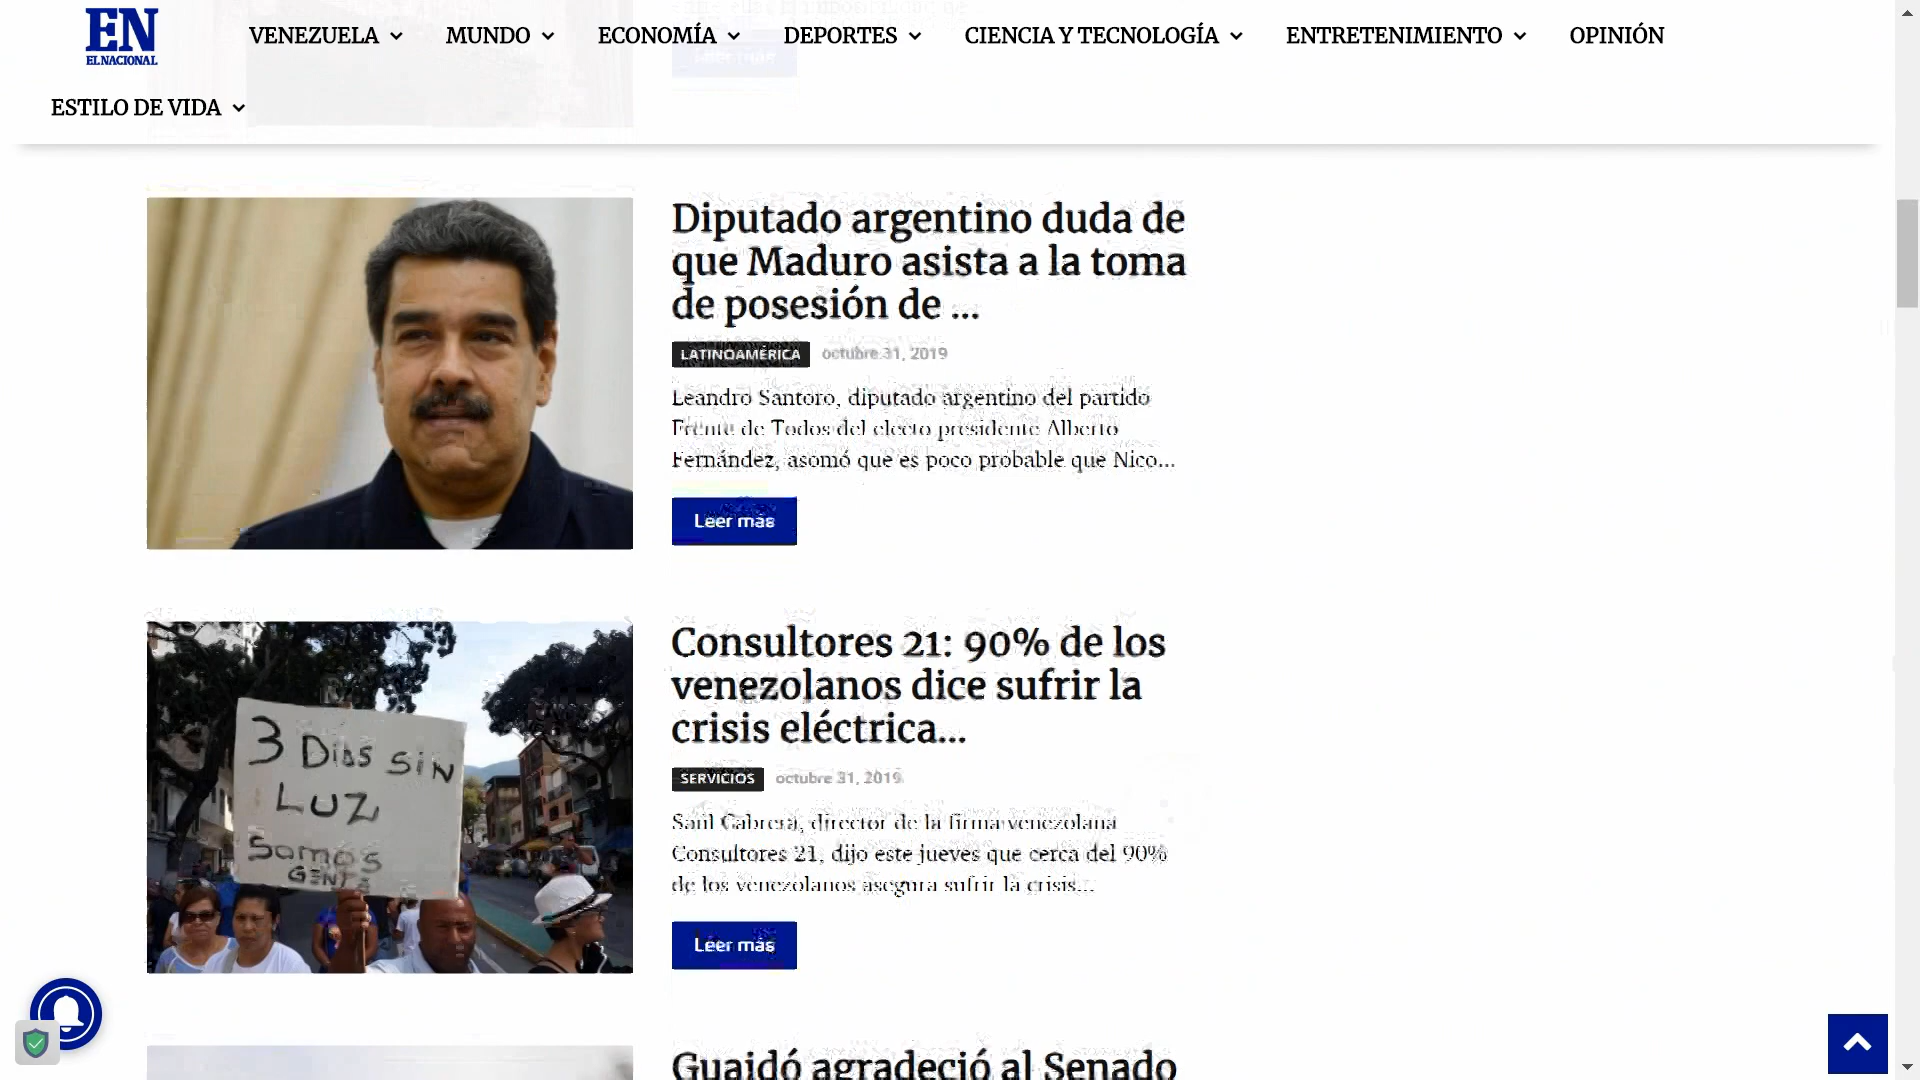 EN
EL NACIONAL
VENEZUELA
MUNDO
ECONOMÍA
DEPORTES
CIENCIA Y TECNOLOGÍA
ENTRETENIMIENTO
OPINIÓN
ESTILO DE VIDA
Leer más
Diputado argentino duda de
que Maduro asista a la toma
de posesión de ...
LATINOAMÉRICA octubre 31, 2019
Leandro Santoro, diputado argentino del partido
Frente de Todos del electo presidente Alberto
Fernández, asomó que es poco probable que Nico...
Leer más
3 Dias sin
Luz
Somos
GENTE
Consultores 21: 90% de los
venezolanos dice sufrir la
crisis eléctrica...
SERVICIOS octubre 31, 2019
Saúl Cabrera, director de la firma venezolana
Consultores 21, dijo este jueves que cerca del 90%
de los venezolanos asegura sufrir la crisis...
Leer más
Guaidó agradeció al Senado